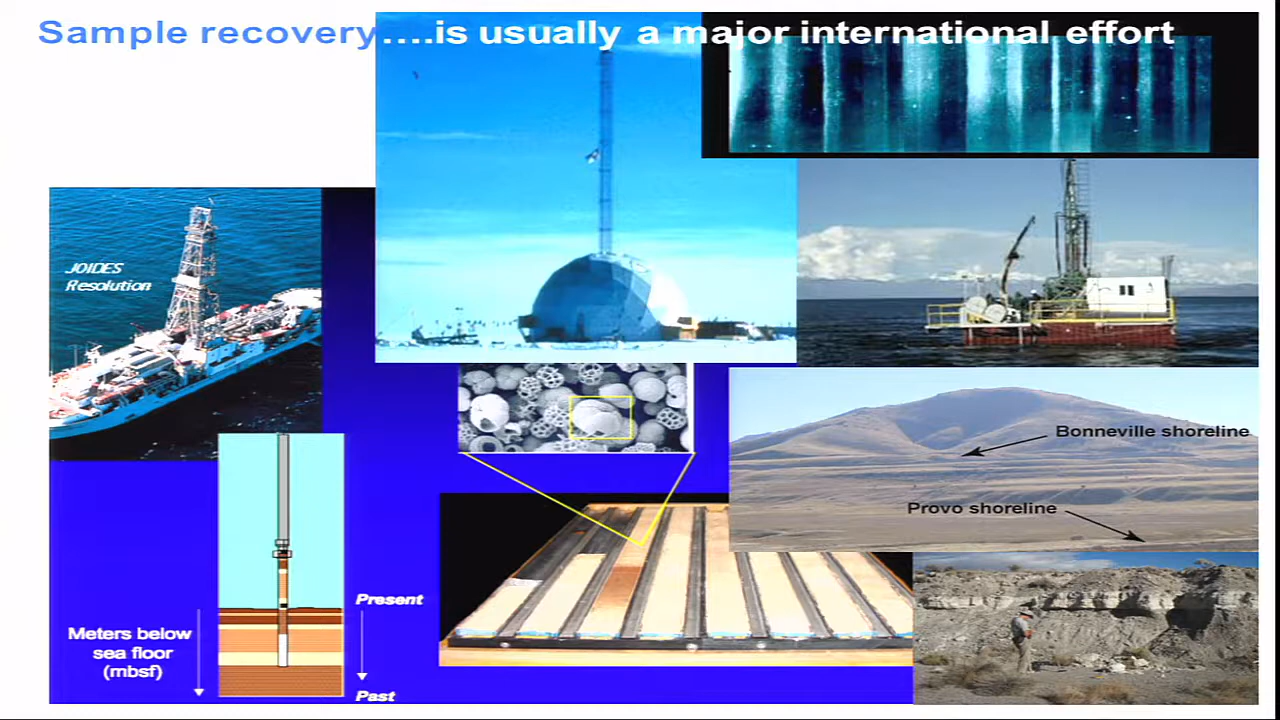 Sample recovery….is usually a major international effort
JOIDES
Resolution
Bonneville shoreline
Provo shoreline
Present
Meters below
sea floor
(mbsf)
Past